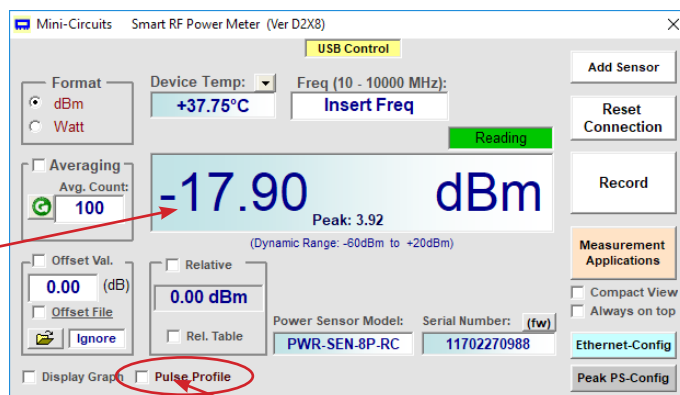 Mini-Circuits Smart RF Power Meter (Ver D2X8)
USB Control
Format
dBm
Watt
Device Temp:
+37.75°C
Freq (10 - 10000 MHz):
Insert Freq
Add Sensor
Reset
Connection
Reading
Averaging
Avg. Count:
100
-17.90 dBm
Peak: 3.92
(Dynamic Range: -60dBm to +20dBm)
Record
Offset Val.
0.00 (dB)
Offset File
Ignore
Relative
0.00 dBm
Rel. Table
Power Sensor Model:
PWR-SEN-8P-RC
Serial Number: (fw)
11702270988
Measurement
Applications
Compact View
Always on top
Ethernet-Config
Display Graph
Pulse Profile
Peak PS-Config